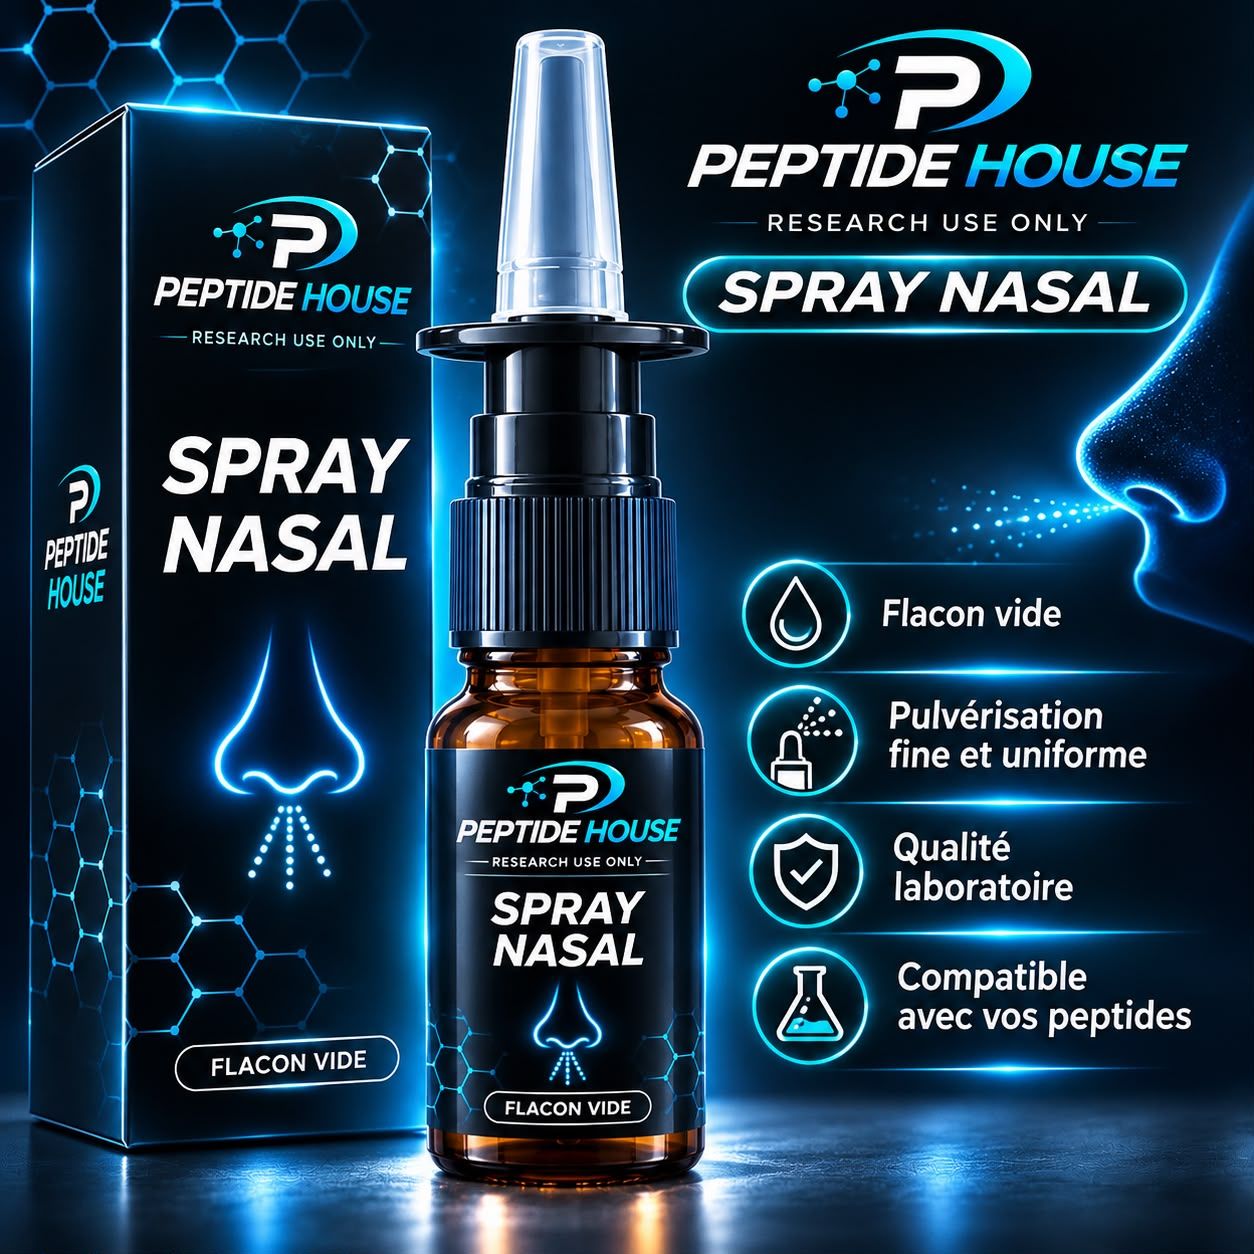 PEPTIDE HOUSE
RESEARCH USE ONLY
SPRAY NASAL
PEPTIDE HOUSE
RESEARCH USE ONLY
SPRAY
NASAL
FLACON VIDE
PEPTIDE
HOUSE
PEPTIDE HOUSE
RESEARCH USE ONLY
SPRAY
NASAL
FLACON VIDE
Flacon vide
Pulvérisation
fine et uniforme
Qualité
laboratoire
Compatible
avec vos peptides